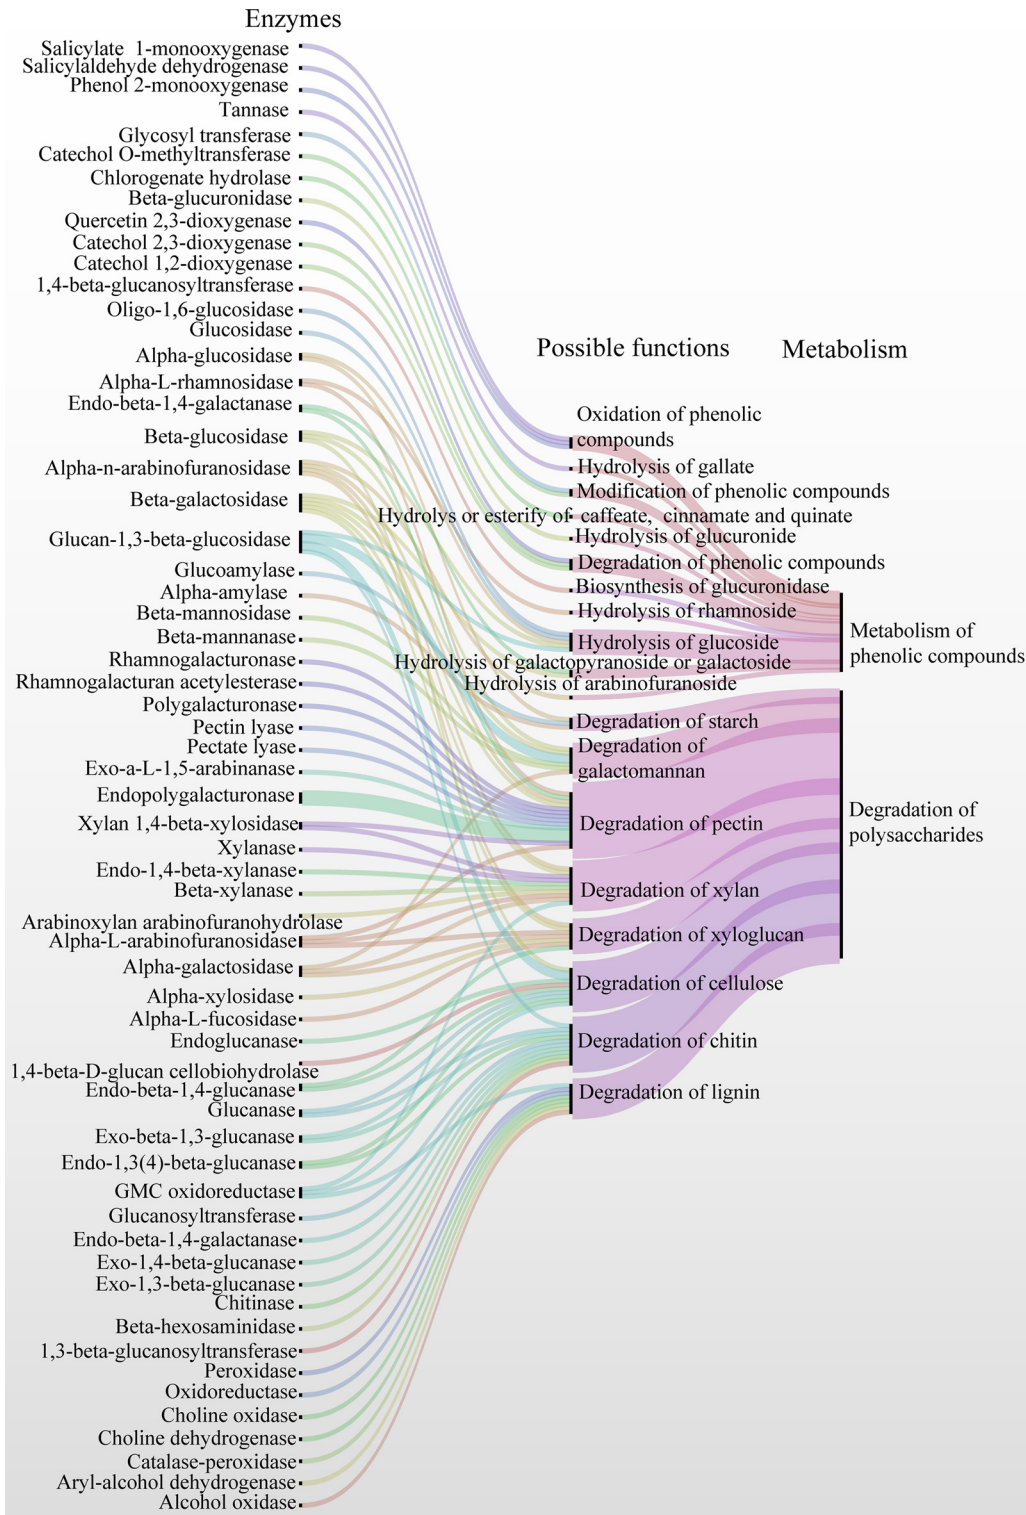 Enzymes
Salicylate 1-monooxygenase
Salicylaldehyde dehydrogenase
Phenol 2-monooxygenase
Tannase
Glycosyl transferase
Catechol O-methyltransferase
Chlorogenate hydrolase
Beta-glucuronidase
Quercetin 2,3-dioxygenase
Catechol 2,3-dioxygenase
Catechol 1,2-dioxygenase
1,4-beta-glucanosyltransferase
Oligo-1,6-glucosidase
Glucosidase
Alpha-glucosidase
Alpha-L-rhamnosidase
Endo-beta-1,4-galactanase
Beta-glucosidase
Alpha-n-arabinofuranosidase
Beta-galactosidase
Glucan-1,3-beta-glucosidase
Glucoamylase
Alpha-amylase
Beta-mannosidase
Beta-mannanase
Rhamnogalacturonase
Rhamnogalacturan acetylesterase
Polygalacturonase
Pectin lyase
Pectate lyase
Exo-a-L-1,5-arabinanase
Endopolygalacturonase
Xylan 1,4-beta-xylosidase
Xylanase
Endo-1,4-beta-xylanase
Beta-xylanase
Arabinoxylan arabinofuranohydrolase
Alpha-L-arabinofuranosidase
Alpha-galactosidase
Alpha-xylosidase
Alpha-L-fucosidase
Endoglucanase
1,4-beta-D-glucan cellobiohydrolase
Endo-beta-1,4-glucanase
Glucanase
Exo-beta-1,3-glucanase
Endo-1,3(4)-beta-glucanase
GMC oxidoreductase
Glucanosyltransferase
Endo-beta-1,4-galactanase
Exo-1,4-beta-glucanase
Exo-1,3-beta-glucanase
Chitinase
Beta-hexosaminidase
1,3-beta-glucanosyltransferase
Peroxidase
Oxidoreductase
Choline oxidase
Choline dehydrogenase
Catalase-peroxidase
Aryl-alcohol dehydrogenase
Alcohol oxidase
Possible functions
Oxidation of phenolic
compounds
Hydrolysis of gallate
Modification of phenolic compounds
Hydrolys or esterify of caffeate, cinnamate and quinate
Hydrolysis of glucuronide
Degradation of phenolic compounds
Biosynthesis of glucuronidase
Hydrolysis of rhamnoside
Hydrolysis of glucoside
Hydrolysis of galactopyranoside or galactoside
Hydrolysis of arabinofuranoside
Degradation of starch
Degradation of
galactomannan
Degradation of pectin
Degradation of xylan
Degradation of xyloglucan
Degradation of cellulose
Degradation of chitin
Degradation of lignin
Metabolism
Metabolism of
phenolic compounds
Degradation of
polysaccharides